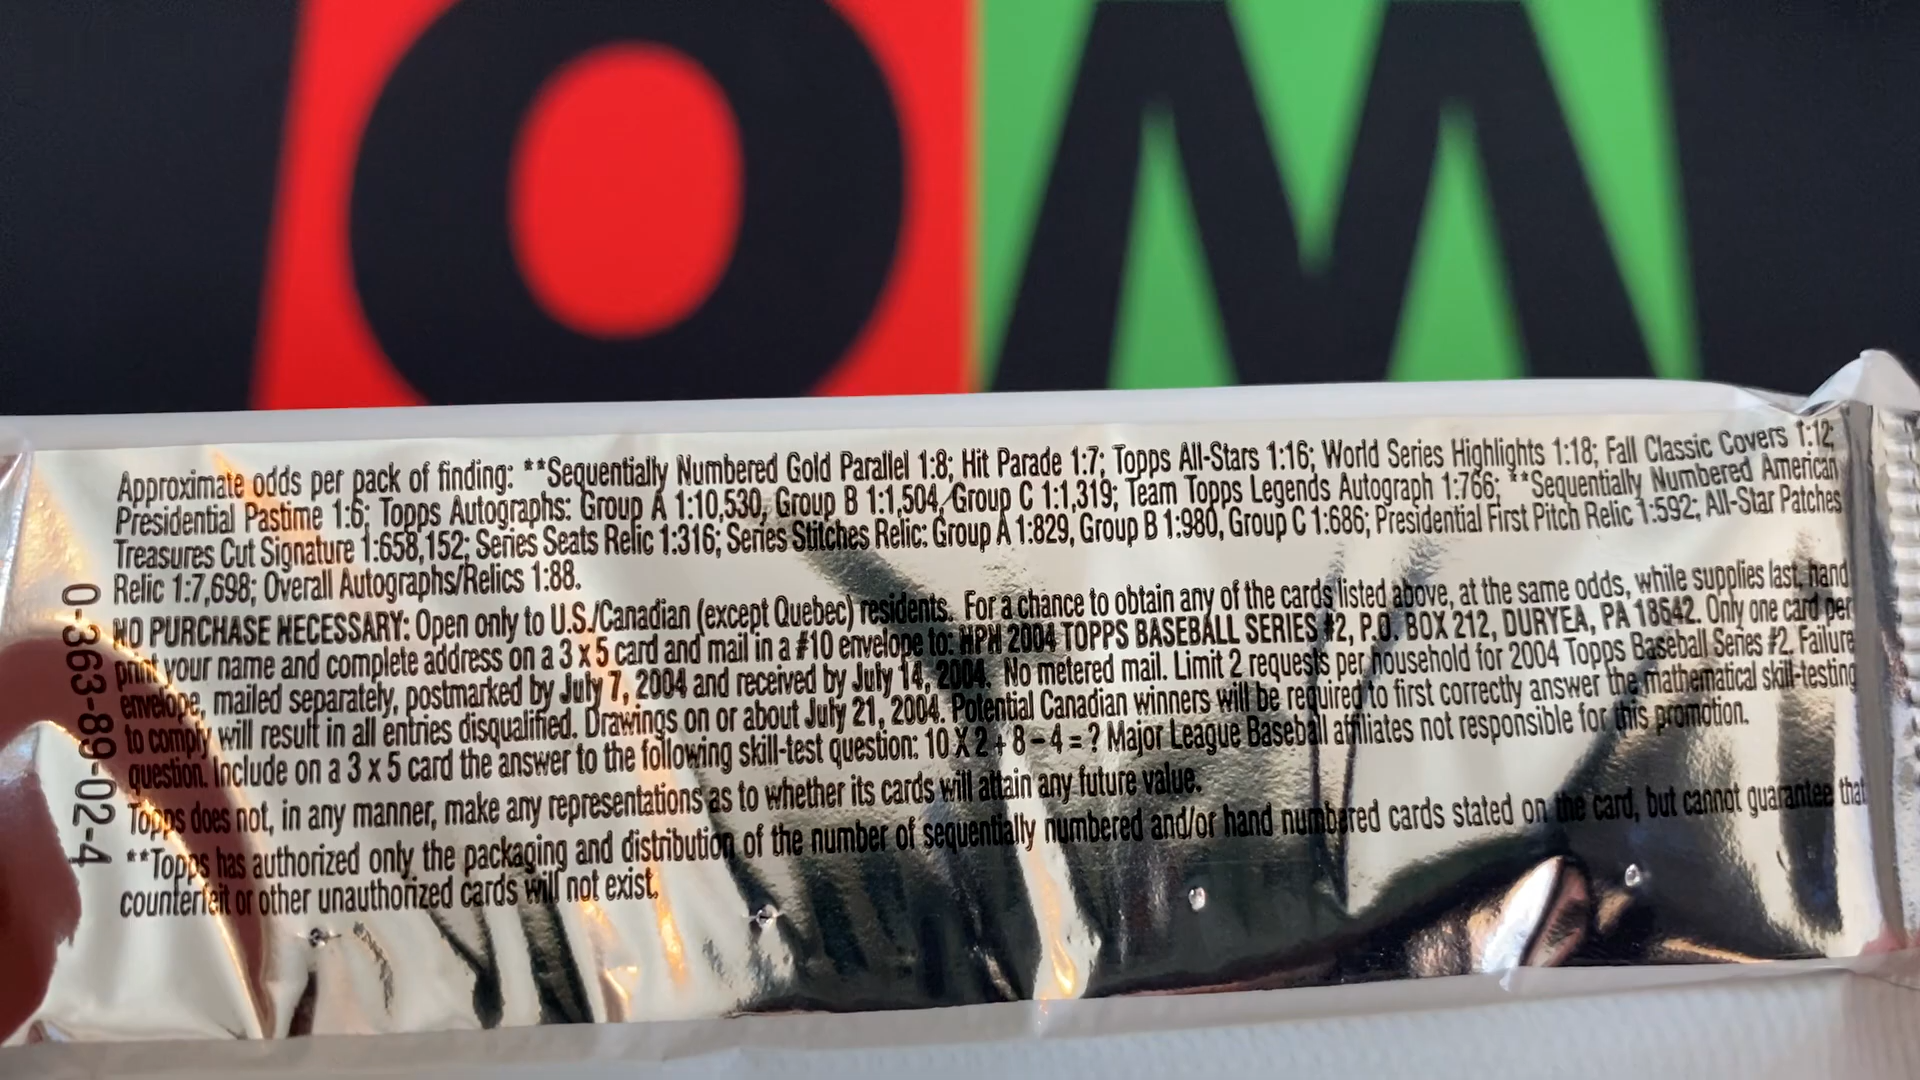 OM
Approximate odds per pack of finding: **Sequentially Numbered Gold Parallel 1:8; Hit Parade 1:7; Topps All-Stars 1:16; World Series Highlights 1:18; Fall Classic Covers 1:12;
Presidential Pastime 1:6; Topps Autographs: Group A 1:10,530, Group B 1:1,504, Group C 1:1,319; Team Topps Legends Autograph 1:766; **Sequentially Numbered American
Treasures Cut Signature 1:658,152; Series Seats Relic 1:316; Series Stitches Relic: Group A 1:829, Group B 1:980, Group C 1:686; Presidential First Pitch Relic 1:592; All-Star Patches
Relic 1:7,698; Overall Autographs/Relics 1:88.
NO PURCHASE NECESSARY: Open only to U.S./Canadian (except Quebec) residents. For a chance to obtain any of the cards listed above, at the same odds, while supplies last, hand
print your name and complete address on a 3 x 5 card and mail in a #10 envelope to: NPN 2004 TOPPS BASEBALL SERIES #2, P.O. BOX 212, DURYEA, PA 18642. Only one card per
envelope, mailed separately, postmarked by July 7, 2004 and received by July 14, 2004. No metered mail. Limit 2 requests per household for 2004 Topps Baseball Series #2. Failure
to comply will result in all entries disqualified. Drawings on or about July 21, 2004. Potential Canadian winners will be required to first correctly answer the mathematical skill-testing
question. Include on a 3 x 5 card the answer to the following skill-test question: 10 X 2 + 8 – 4 = ? Major League Baseball affiliates not responsible for this promotion.
Topps does not, in any manner, make any representations as to whether its cards will attain any future value.
**Topps has authorized only the packaging and distribution of the number of sequentially numbered and/or hand numbered cards stated on the card, but cannot guarantee that
counterfeit or other unauthorized cards will not exist.
0-363-89-02-4